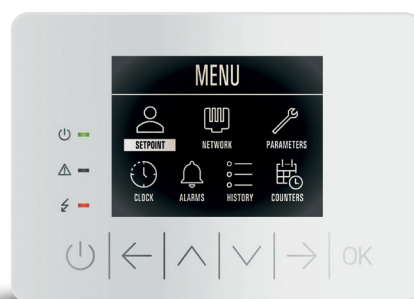 MENU
SETPOINT NETWORK PARAMETERS
CLOCK ALARMS HISTORY COUNTERS
OK